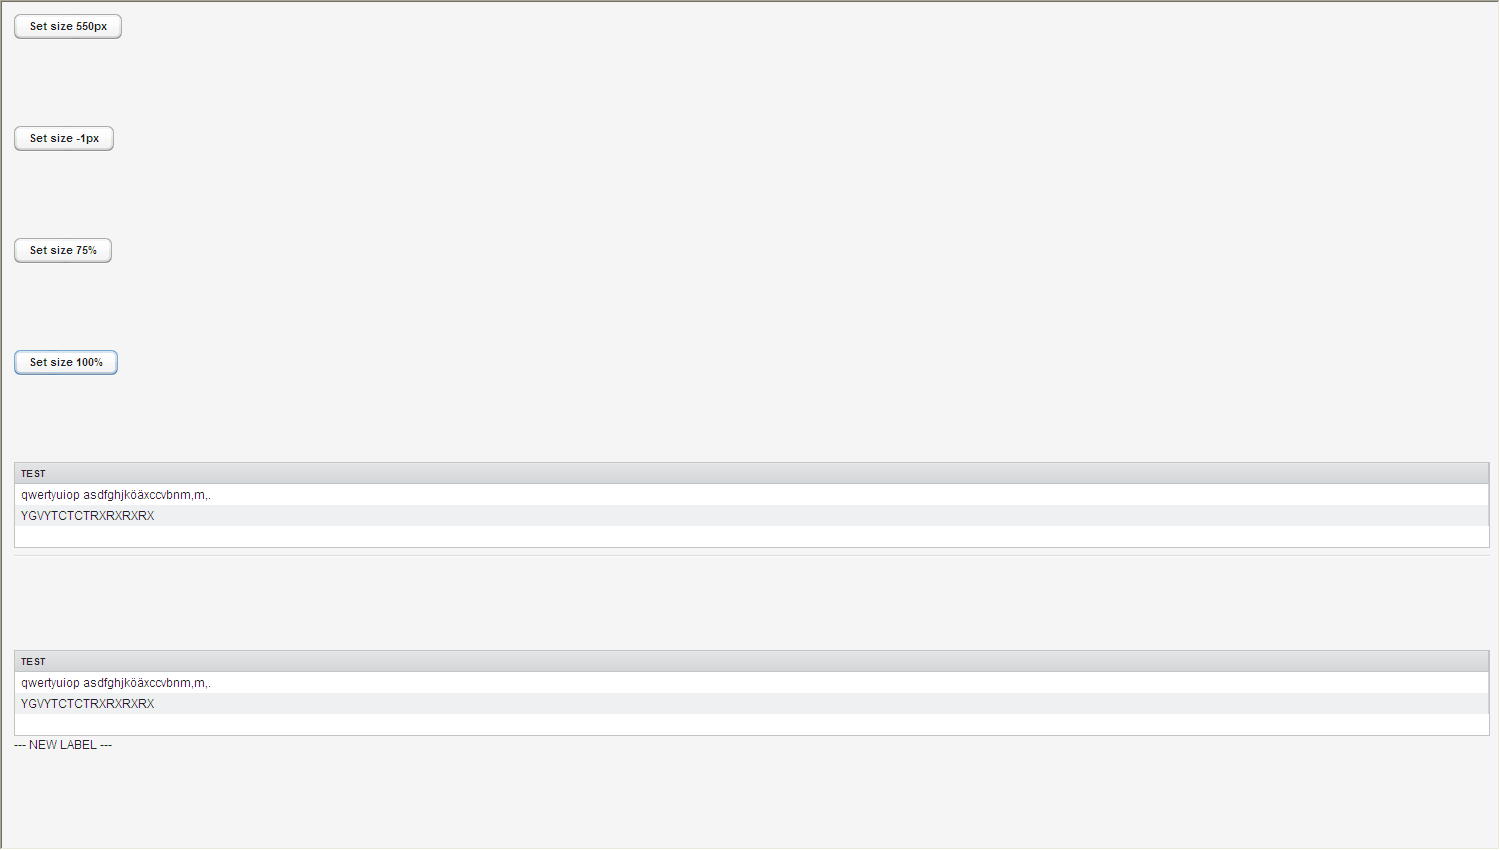 Set size 550px
Set size -1px
Set size 75%
Set size 100%
TEST
qwertyuiop asdfghjköäxccvbnm,m,.
YGVYTCTCTRXRXRXRX
TEST
qwertyuiop asdfghjköäxccvbnm,m,.
YGVYTCTCTRXRXRXRX
--- NEW LABEL ---